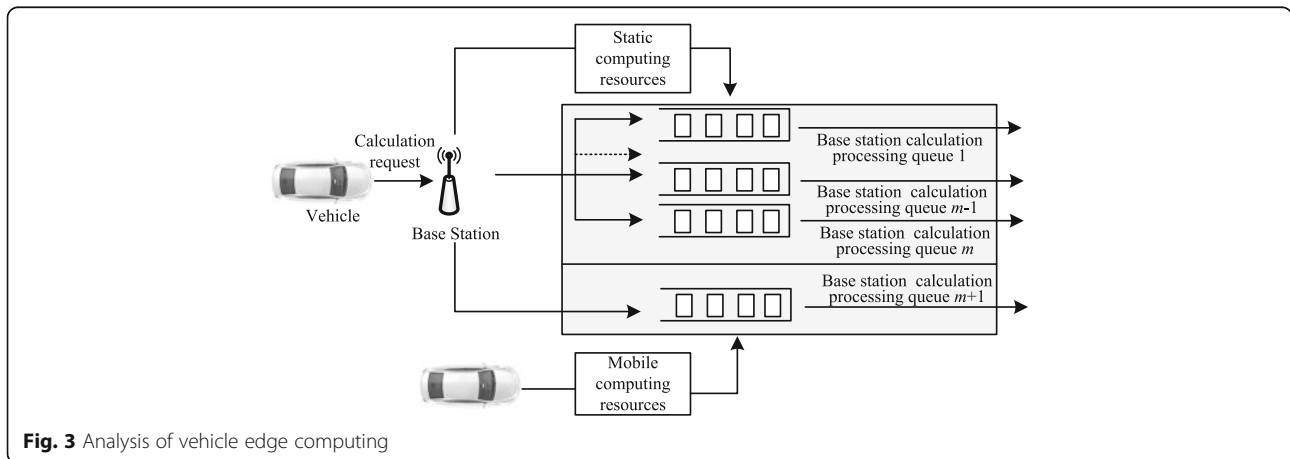 Static
computing
resources
Calculation
request
Vehicle
Base Station
Base station calculation
processing queue 1
Base station calculation
processing queue m-1
Base station calculation
processing queue m
Base station calculation
processing queue m+1
Mobile
computing
resources
Fig. 3 Analysis of vehicle edge computing